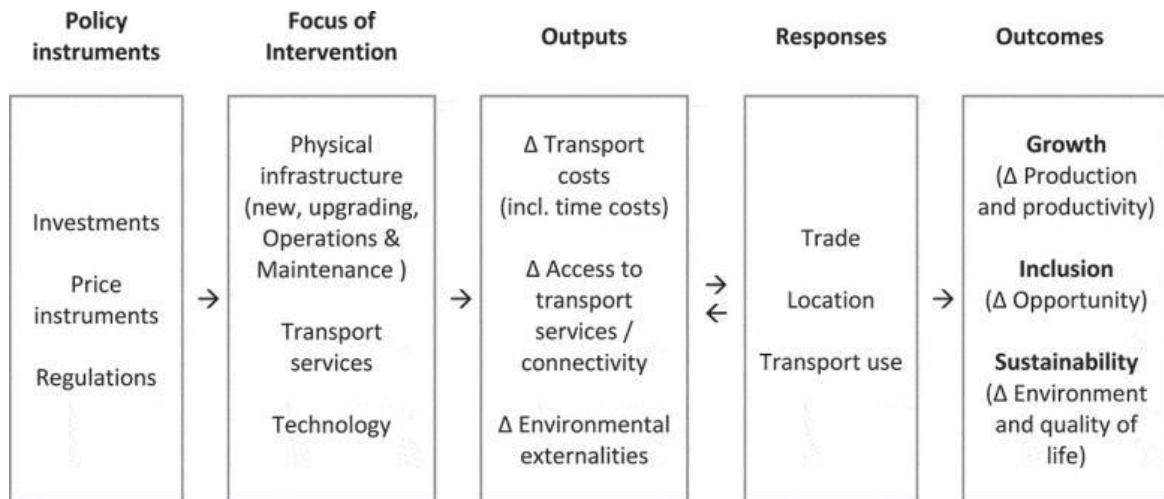 Policy
instruments
Focus of
Intervention
Outputs
Responses
Outcomes
Investments
Price
instruments
Regulations
→
Physical
infrastructure
(new, upgrading,
Operations &
Maintenance )
Transport
services
Technology
→
Δ Transport
costs
(incl. time costs)
Δ Access to
transport
services /
connectivity
Δ Environmental
externalities
→
←
Trade
Location
Transport use
→
Growth
(Δ Production
and productivity)
Inclusion
(Δ Opportunity)
Sustainability
(Δ Environment
and quality of
life)